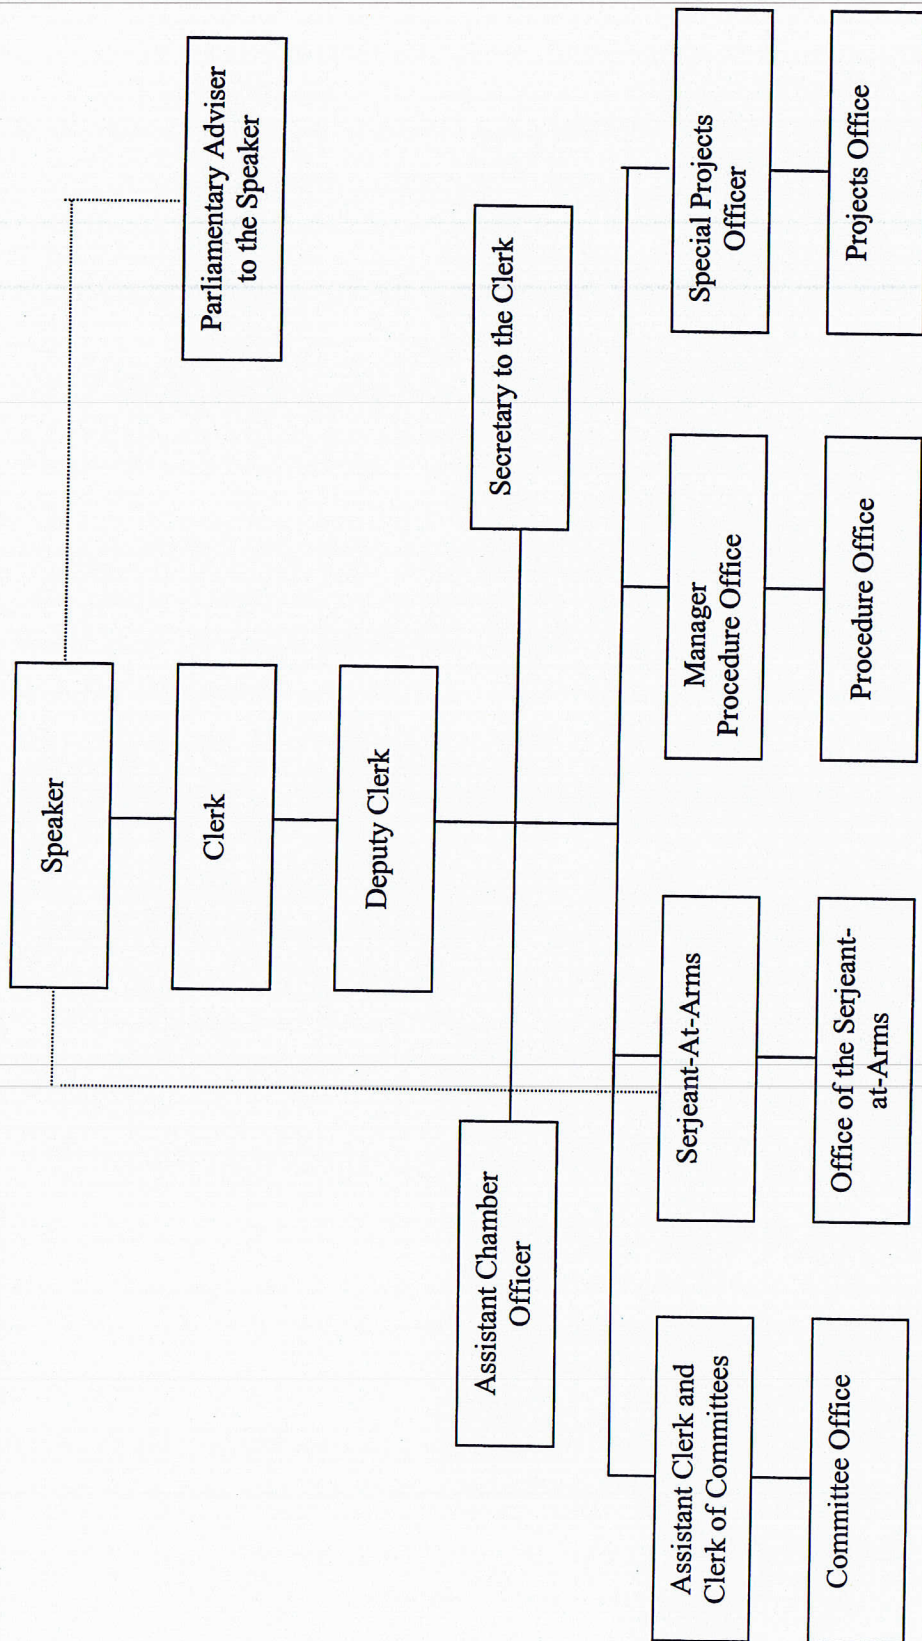 Speaker
Parliamentary Adviser
to the Speaker
Clerk
Deputy Clerk
Assistant Chamber
Officer
Secretary to the Clerk
Assistant Clerk and
Clerk of Committees
Serjeant-At-Arms
Manager
Procedure Office
Special Projects
Officer
Committee Office
Office of the Serjeant-
at-Arms
Procedure Office
Projects Office